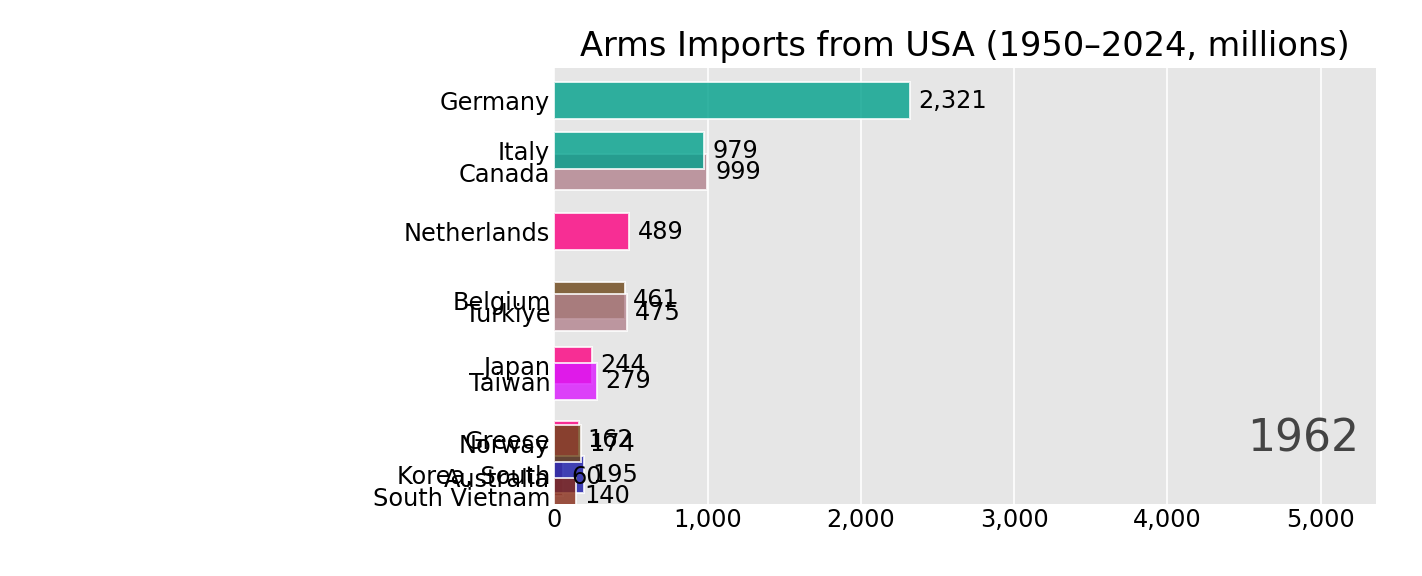 Arms Imports from USA (1950–2024, millions)
Germany 2,321
Italy 979
Canada 999
Netherlands 489
Belgium 461
Türkiye 475
Japan 244
Taiwan 279
Greece 162
Norway 174
1962
Korea, South 195
Australia 60
South Vietnam 140
0 1,000 2,000 3,000 4,000 5,000